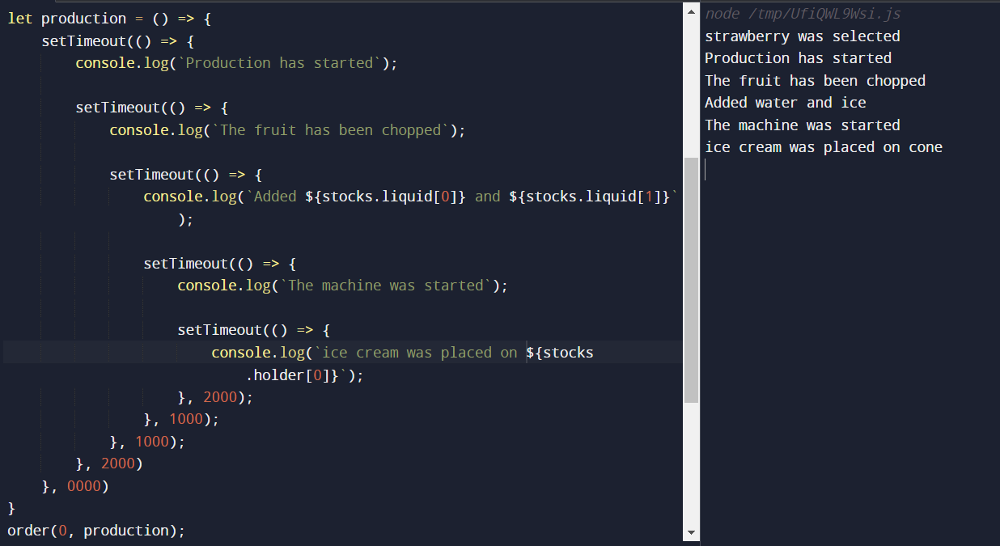 let production = () => {
setTimeout(() => {
console.log(`Production has started`);
setTimeout(() => {
console.log(`The fruit has been chopped`);
setTimeout(() => {
console.log(`Added ${stocks.liquid[0]} and ${stocks.liquid[1]}`
);
setTimeout(() => {
console.log(`The machine was started`);
setTimeout(() => {
console.log(`ice cream was placed on ${stocks
.holder[0]}`);
}, 2000);
}, 1000);
}, 1000);
}, 2000)
}, 0000)
}
order(0, production);
node /tmp/UfiQWL9Wsi.js
strawberry was selected
Production has started
The fruit has been chopped
Added water and ice
The machine was started
ice cream was placed on cone